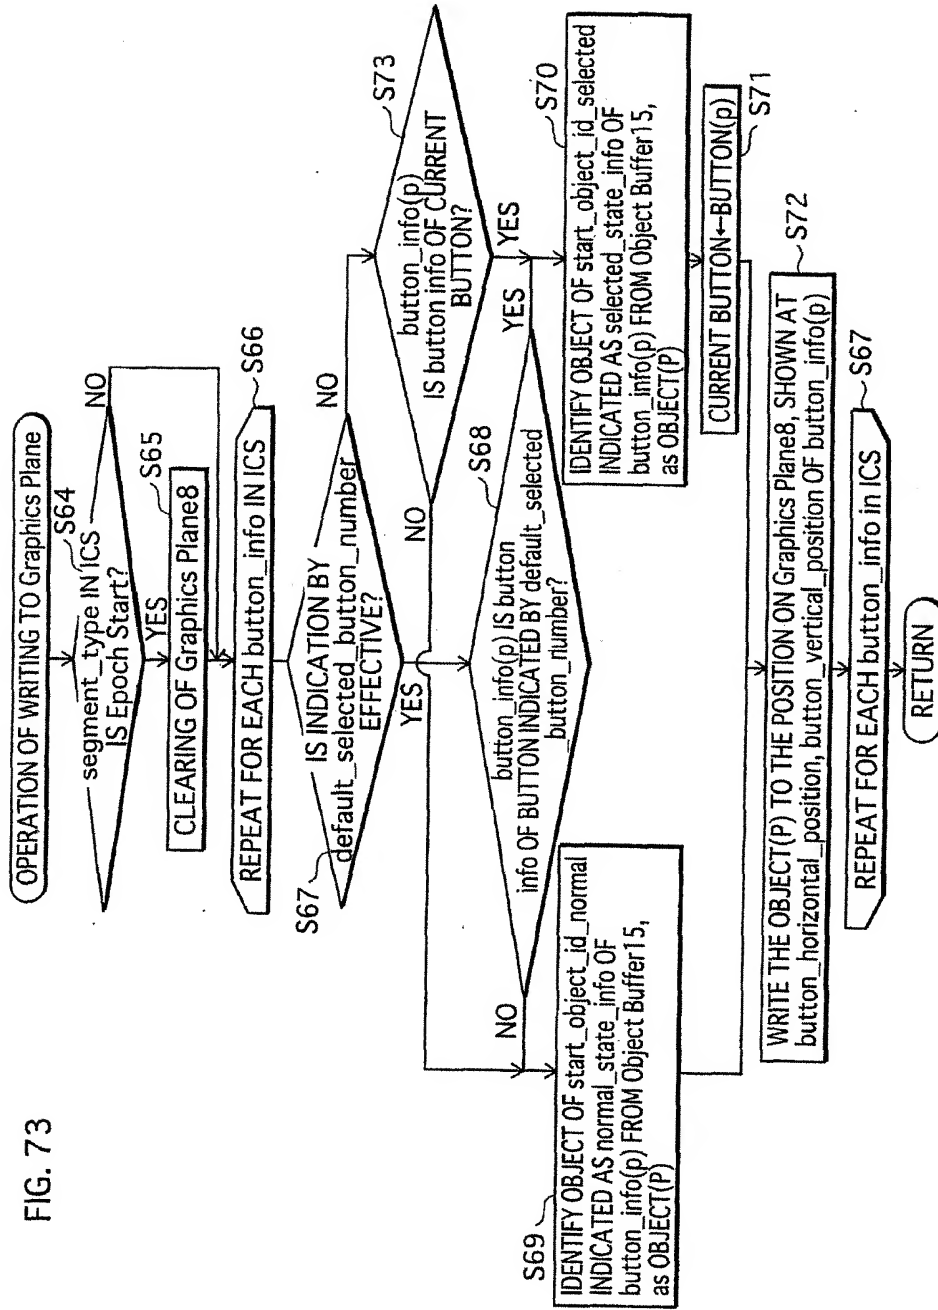 FIG. 73
OPERATION OF WRITING TO Graphics Plane
S64
segment_type IN ICS
IS Epoch Start?
NO
YES
S65
CLEARING OF Graphics Plane8
S66
REPEAT FOR EACH button_info IN ICS
S67
IS INDICATION BY
default_selected_button_number
EFFECTIVE?
NO
YES
S73
button_info(p)
IS button info OF CURRENT
BUTTON?
NO
YES
S68
button_info(p) IS button
info OF BUTTON INDICATED BY default_selected
_button_number?
NO
YES
S69
IDENTIFY OBJECT OF start_object_id_normal
INDICATED AS normal_state_info OF
button_info(p) FROM Object Buffer15,
as OBJECT(P)
S70
IDENTIFY OBJECT OF start_object_id_selected
INDICATED AS selected_state_info OF
button_info(p) FROM Object Buffer15,
as OBJECT(P)
S71
CURRENT BUTTON←BUTTON(p)
S72
WRITE THE OBJECT(P) TO THE POSITION ON Graphics Plane8, SHOWN AT
button_horizontal_position, button_vertical_position OF button_info(p)
S67
REPEAT FOR EACH button_info in ICS
RETURN